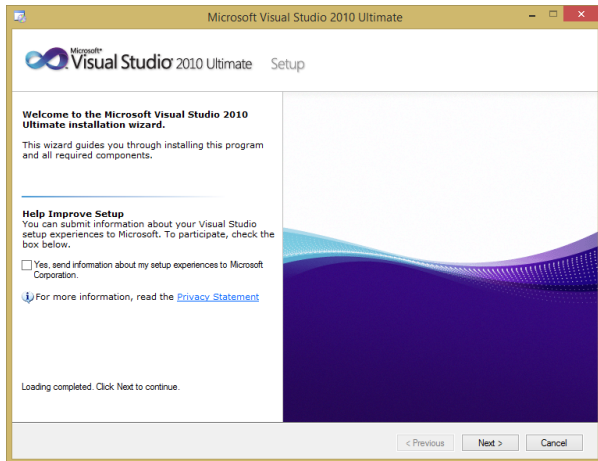 Microsoft Visual Studio 2010 Ultimate
Microsoft®
Visual Studio 2010 Ultimate Setup
Welcome to the Microsoft Visual Studio 2010
Ultimate installation wizard.
This wizard guides you through installing this program
and all required components.
Help Improve Setup
You can submit information about your Visual Studio
setup experiences to Microsoft. To participate, check the
box below.
Yes, send information about my setup experiences to Microsoft
Corporation.
For more information, read the Privacy Statement
Loading completed. Click Next to continue.
< Previous Next > Cancel